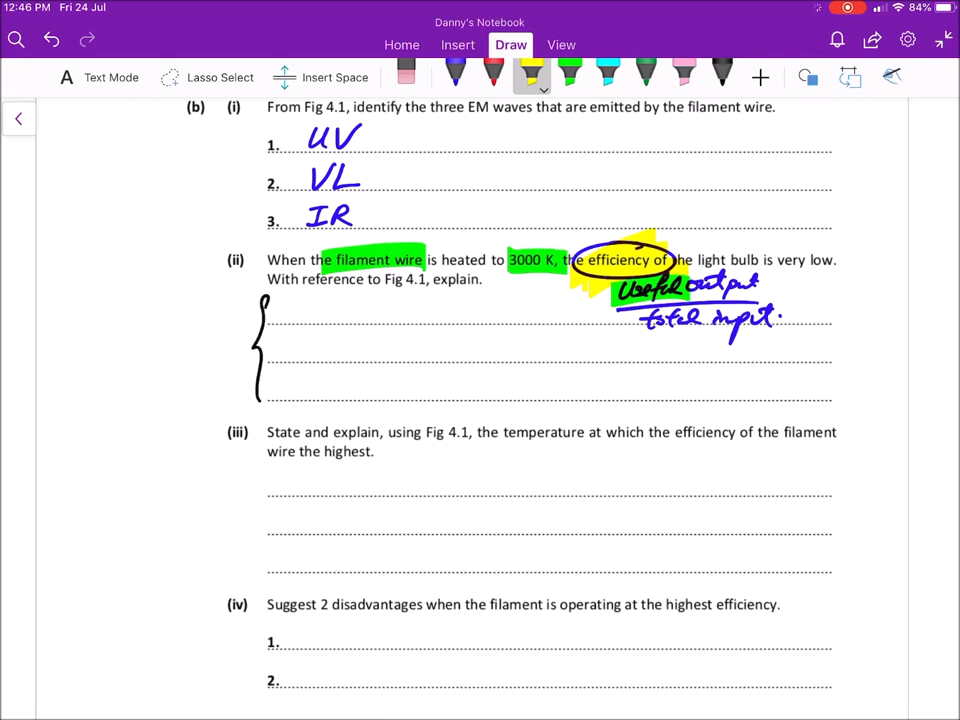 12:46 PM Fri 24 Jul
84%
Danny's Notebook
Home Insert Draw View
A Text Mode Lasso Select Insert Space
(b) (i) From Fig 4.1, identify the three EM waves that are emitted by the filament wire.
1. UV
2. VL
3. IR
(ii) When the filament wire is heated to 3000 K, the efficiency of the light bulb is very low.
With reference to Fig 4.1, explain.
Useful output
total input.
(iii) State and explain, using Fig 4.1, the temperature at which the efficiency of the filament
wire the highest.
(iv) Suggest 2 disadvantages when the filament is operating at the highest efficiency.
1.
2.